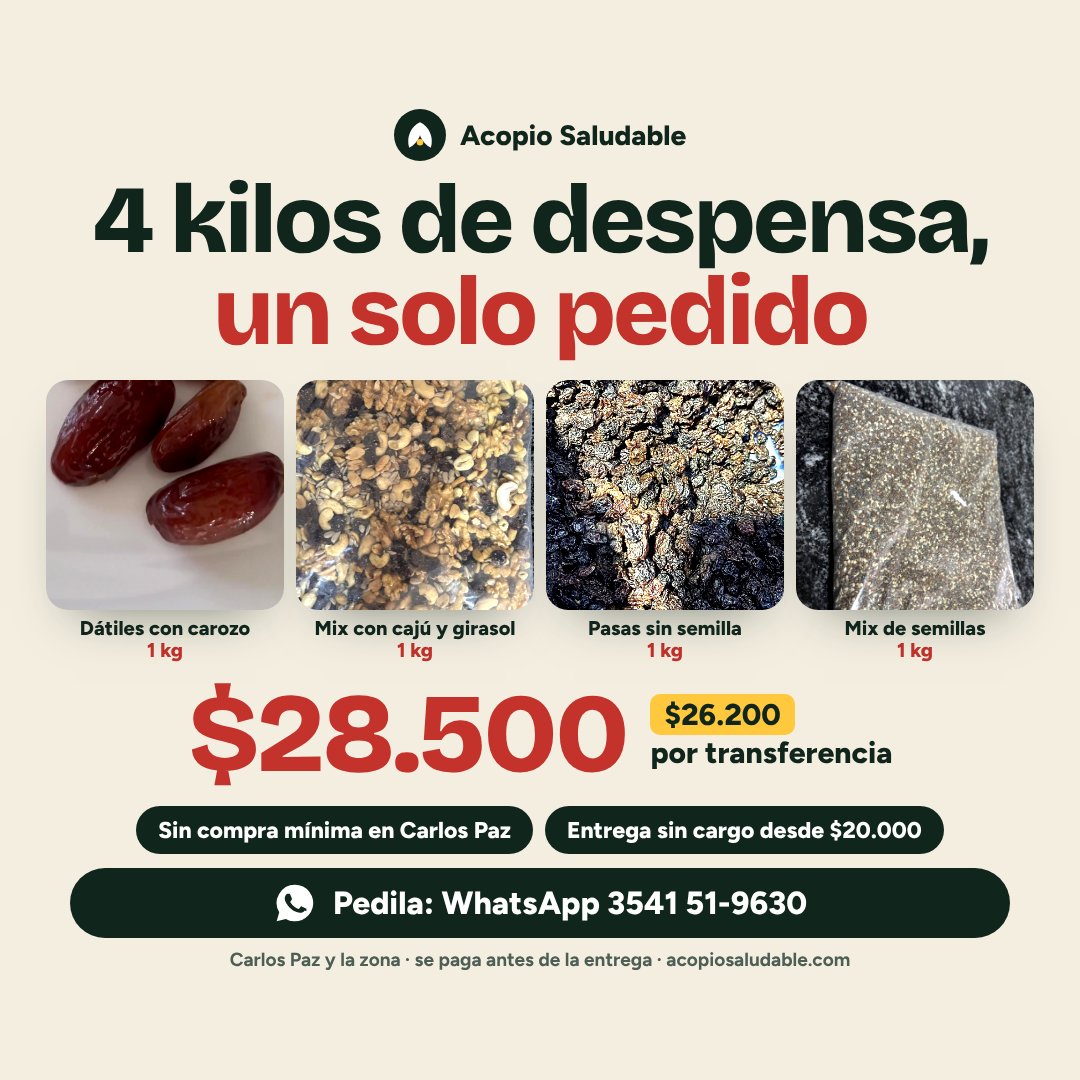 Acopio Saludable
4 kilos de despensa,
un solo pedido
Dátiles con carozo
1 kg
Mix con cajú y girasol
1 kg
Pasas sin semilla
1 kg
Mix de semillas
1 kg
$28.500
$26.200
por transferencia
Sin compra mínima en Carlos Paz
Entrega sin cargo desde $20.000
Pedila: WhatsApp 3541 51-9630
Carlos Paz y la zona · se paga antes de la entrega · acopiosaludable.com